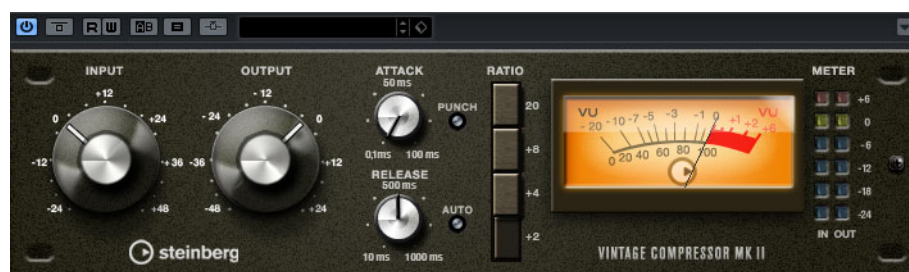 R W AB
INPUT
+12
0 +24
-12 +36
-24 +48
OUTPUT
-12
-24 0
-36 +12
-48 +24
steinberg
ATTACK
50 ms
PUNCH
0,1ms 100 ms
RELEASE
500 ms
AUTO
10 ms 1000 ms
RATIO
20
+8
+4
+2
VU VU
- 20 -10 -7 -5 -3 -1 0 +1 +2 +6
0 20 40 60 80 100
VINTAGE COMPRESSOR MK II
METER
+6
0
-6
-12
-18
-24
IN OUT